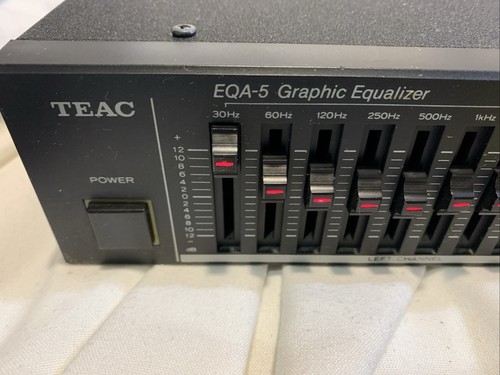 EQA-5 Graphic Equalizer
TEAC
30Hz 60Hz 120Hz 250Hz 500Hz 1kHz
POWER
+
12
10
8
6
4
2
0
2
4
6
8
10
12
-
dB
LEFT CHANNEL